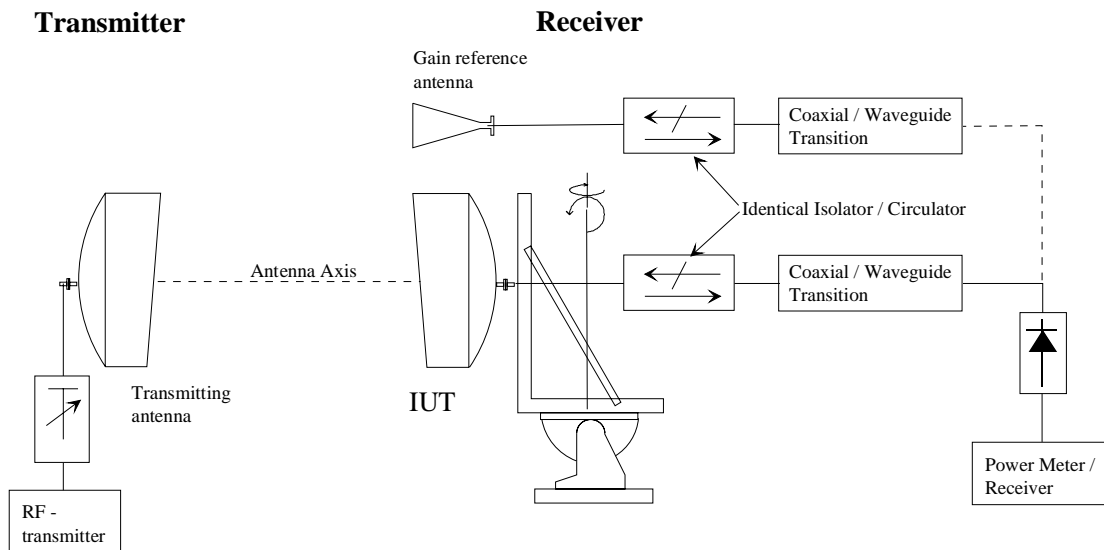 Transmitter
Receiver
Gain reference
antenna
Coaxial / Waveguide
Transition
Identical Isolator / Circulator
Antenna Axis
Coaxial / Waveguide
Transition
Transmitting
antenna
IUT
Power Meter /
Receiver
RF -
transmitter